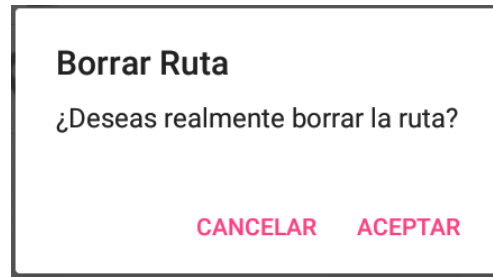 Borrar Ruta
¿Deseas realmente borrar la ruta?
CANCELAR ACEPTAR